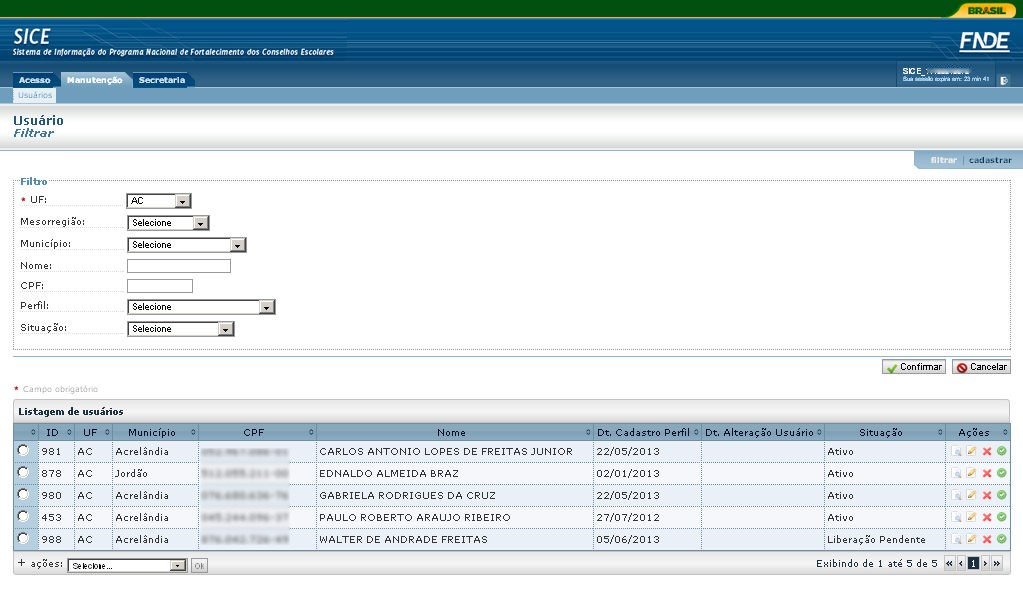 BRASIL
SICE
Sistema de Informação do Programa Nacional de Fortalecimento dos Conselhos Escolares
FNDE
Acesso Manutenção Secretaria
SICE_
Sua sessão expira em: 23 min 41
Usuários
Usuário
Filtrar
filtrar | cadastrar
Filtro
* UF: AC
Mesorregião: Selecione
Município: Selecione
Nome:
CPF:
Perfil: Selecione
Situação: Selecione
Confirmar Cancelar
* Campo obrigatório
Listagem de usuários
ID UF Município CPF Nome Dt. Cadastro Perfil Dt. Alteração Usuário Situação Ações
981 AC Acrelândia CARLOS ANTONIO LOPES DE FREITAS JUNIOR 22/05/2013 Ativo
878 AC Jordão EDNALDO ALMEIDA BRAZ 02/01/2013 Ativo
980 AC Acrelândia GABRIELA RODRIGUES DA CRUZ 22/05/2013 Ativo
453 AC Acrelândia PAULO ROBERTO ARAUJO RIBEIRO 27/07/2012 Ativo
988 AC Acrelândia WALTER DE ANDRADE FREITAS 05/06/2013 Liberação Pendente
+ ações: Selecione... Ok Exibindo de 1 até 5 de 5 « ‹ 1 › »